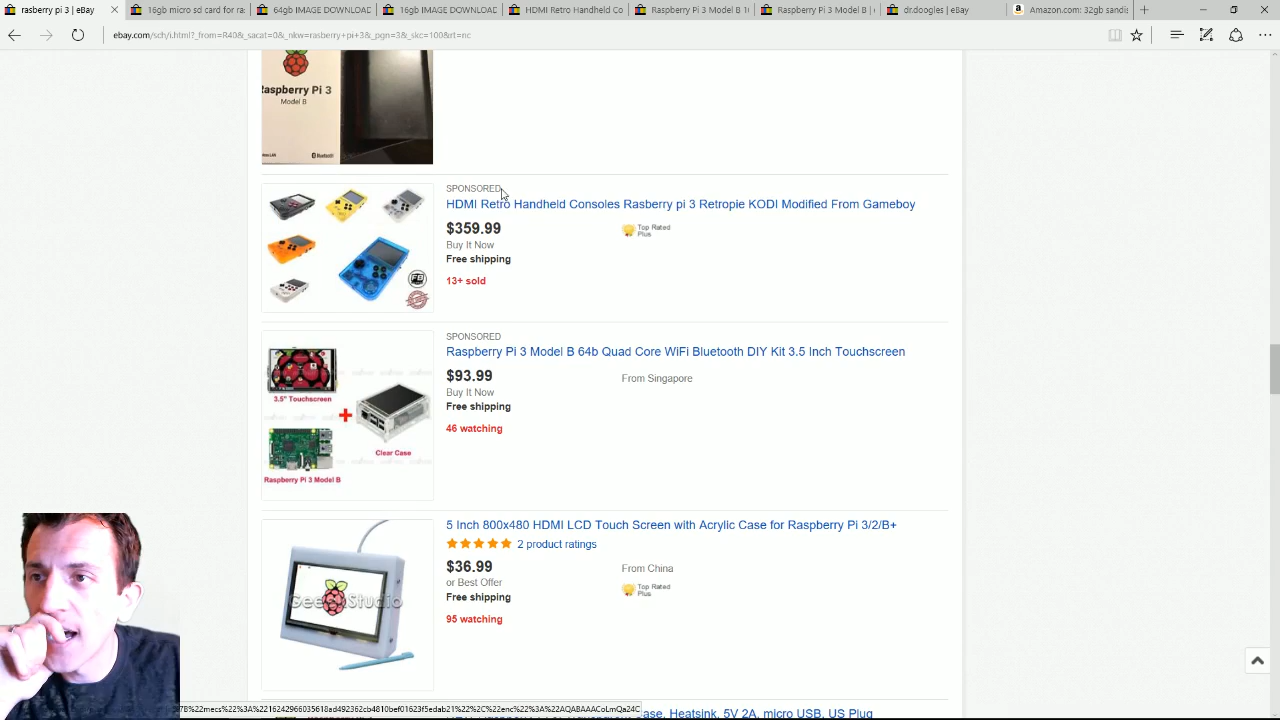 rasberry pi 3 | eBay
16gb micro sd card for ra
64gb IMAGE DOWNLOAD
16gb IMAGE DOWNLOAD
HDMI Retro Handheld Co
Raspberry Pi 3 Model B 1
Raspberry Pi 3 Model B
dr.doogles | eBay
Amazon.com: 32gb sandi
ebay.com/sch/i.html?_from=R40&_sacat=0&_nkw=rasberry+pi+3&_pgn=3&_skc=100&rt=nc
Raspberry Pi 3
Model B
Bluetooth
SPONSORED
HDMI Retro Handheld Consoles Rasberry pi 3 Retropie KODI Modified From Gameboy
$359.99
Top Rated
Plus
Buy It Now
Free shipping
13+ sold
SPONSORED
Raspberry Pi 3 Model B 64b Quad Core WiFi Bluetooth DIY Kit 3.5 Inch Touchscreen
$93.99
From Singapore
Buy It Now
Free shipping
46 watching
3.5" Touchscreen
Clear Case
Raspberry Pi 3 Model B
5 Inch 800x480 HDMI LCD Touch Screen with Acrylic Case for Raspberry Pi 3/2/B+
2 product ratings
$36.99
From China
or Best Offer
Top Rated
Plus
Free shipping
95 watching
GeeekStudio
ase, Heatsink, 5V 2A, micro USB, US Plug